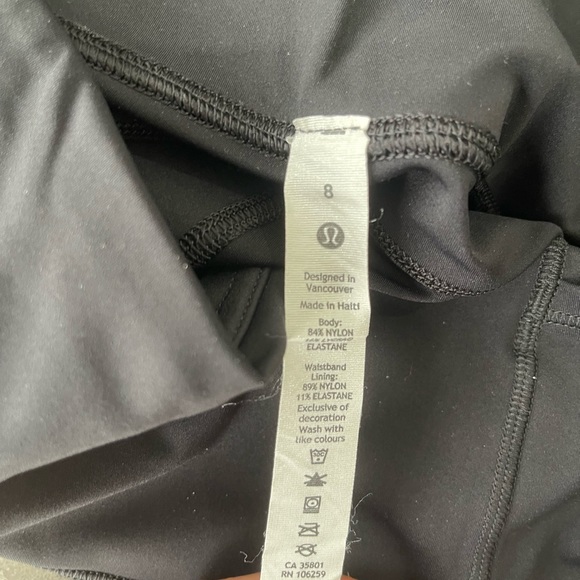 8
Designed in
Vancouver
Made in Haiti
Body:
84% NYLON
ELASTANE
Waistband
Lining:
89% NYLON
11% ELASTANE
Exclusive of
decoration
Wash with
like colours
CA 35801
RN 106259